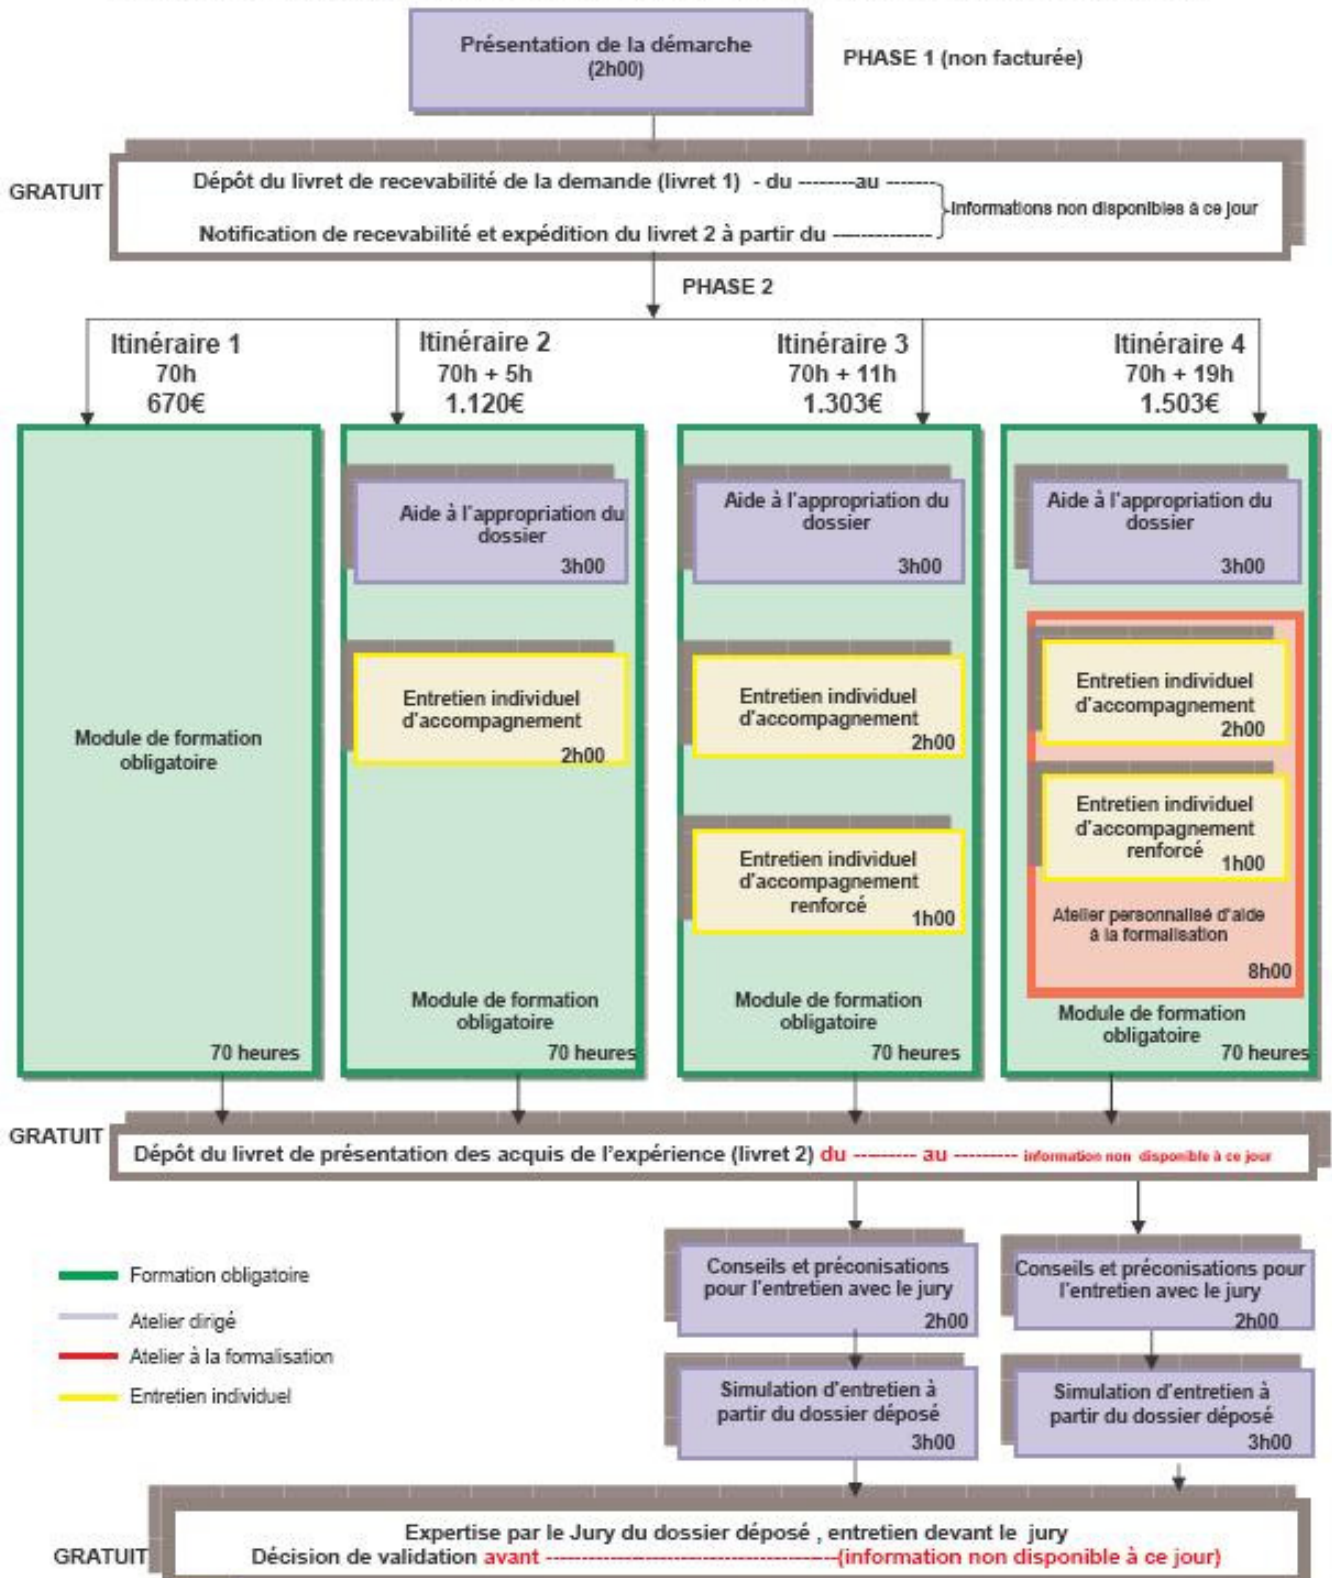 Présentation de la démarche
(2h00)
PHASE 1 (non facturée)
GRATUIT
Dépôt du livret de recevabilité de la demande (livret 1) - du --------au -------
Informations non disponibles à ce jour
Notification de recevabilité et expédition du livret 2 à partir du --------------
PHASE 2
Itinéraire 1
70h
670€
Itinéraire 2
70h + 5h
1.120€
Itinéraire 3
70h + 11h
1.303€
Itinéraire 4
70h + 19h
1.503€
Module de formation
obligatoire
70 heures
Aide à l'appropriation du
dossier
3h00
Entretien individuel
d'accompagnement
2h00
Module de formation
obligatoire
70 heures
Aide à l'appropriation du
dossier
3h00
Entretien individuel
d'accompagnement
2h00
Entretien individuel
d'accompagnement
renforcé
1h00
Module de formation
obligatoire
70 heures
Aide à l'appropriation du
dossier
3h00
Entretien individuel
d'accompagnement
2h00
Entretien individuel
d'accompagnement
renforcé
1h00
Atelier personnalisé d'aide
à la formalisation
8h00
Module de formation
obligatoire
70 heures
GRATUIT
Dépôt du livret de présentation des acquis de l'expérience (livret 2) du --------- au ---------- information non disponible à ce jour
Formation obligatoire
Atelier dirigé
Atelier à la formalisation
Entretien individuel
Conseils et préconisations
pour l'entretien avec le jury
2h00
Simulation d'entretien à
partir du dossier déposé
3h00
Conseils et préconisations pour
l'entretien avec le jury
2h00
Simulation d'entretien à
partir du dossier déposé
3h00
GRATUIT
Expertise par le Jury du dossier déposé , entretien devant le jury
Décision de validation avant ----------------------------------------(information non disponible à ce jour)